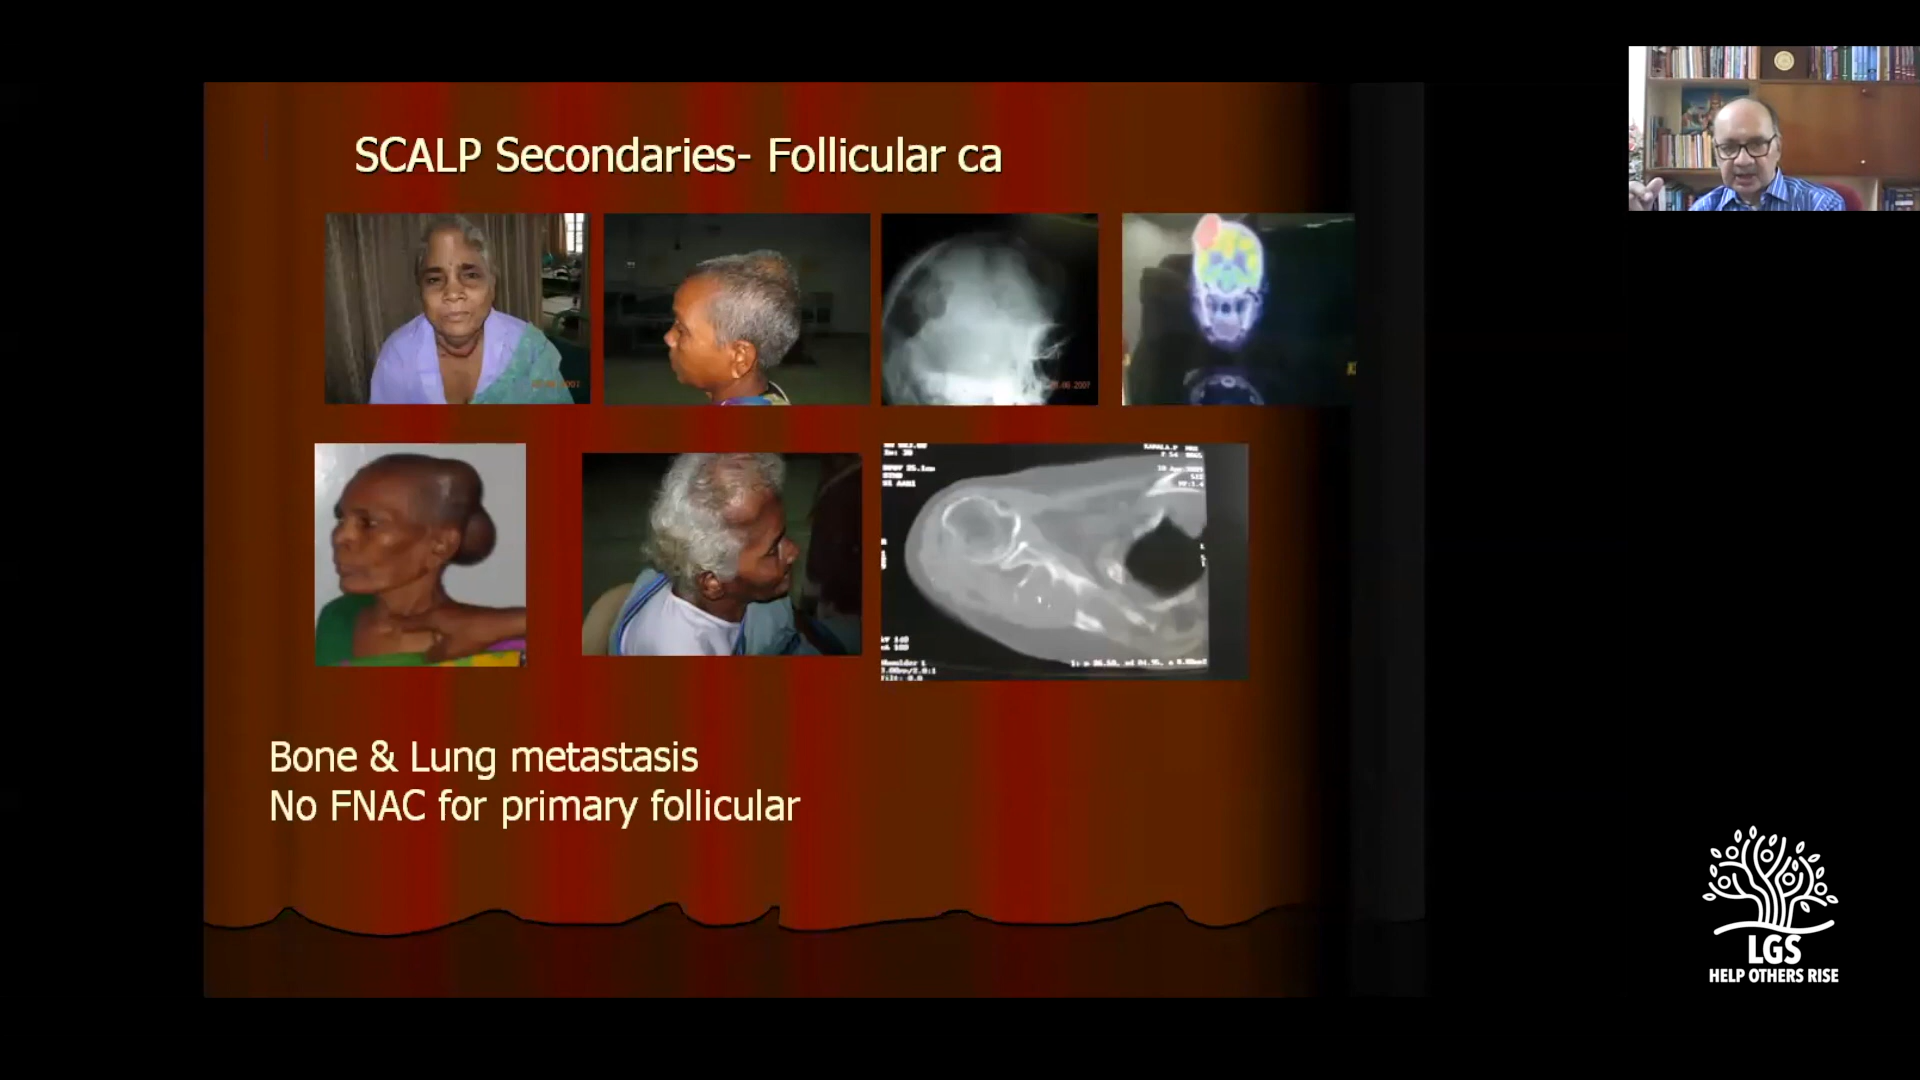 SCALP Secondaries- Follicular ca
Bone & Lung metastasis
No FNAC for primary follicular
LGS
HELP OTHERS RISE